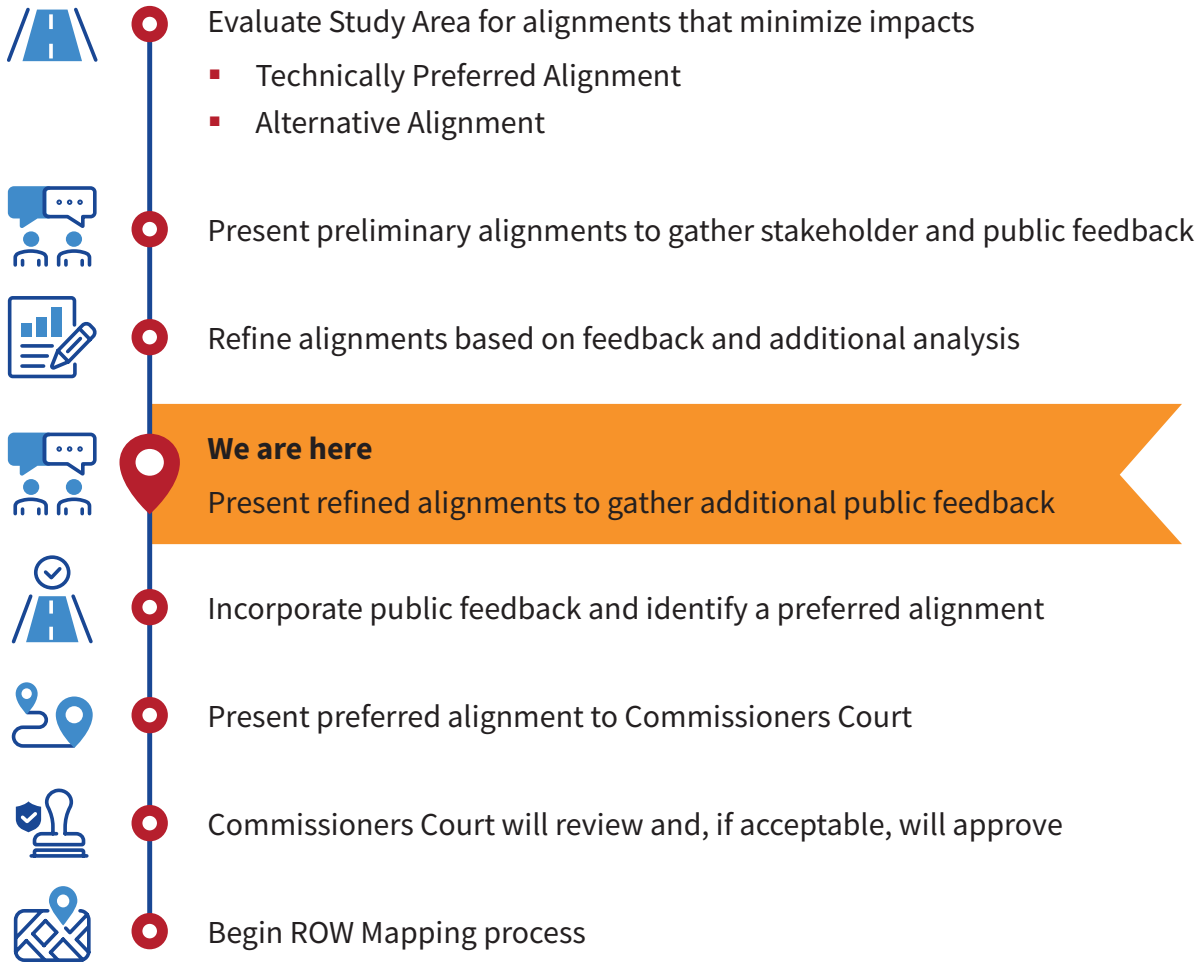 Evaluate Study Area for alignments that minimize impacts
▪ Technically Preferred Alignment
▪ Alternative Alignment
Present preliminary alignments to gather stakeholder and public feedback
Refine alignments based on feedback and additional analysis
We are here
Present refined alignments to gather additional public feedback
Incorporate public feedback and identify a preferred alignment
Present preferred alignment to Commissioners Court
Commissioners Court will review and, if acceptable, will approve
Begin ROW Mapping process